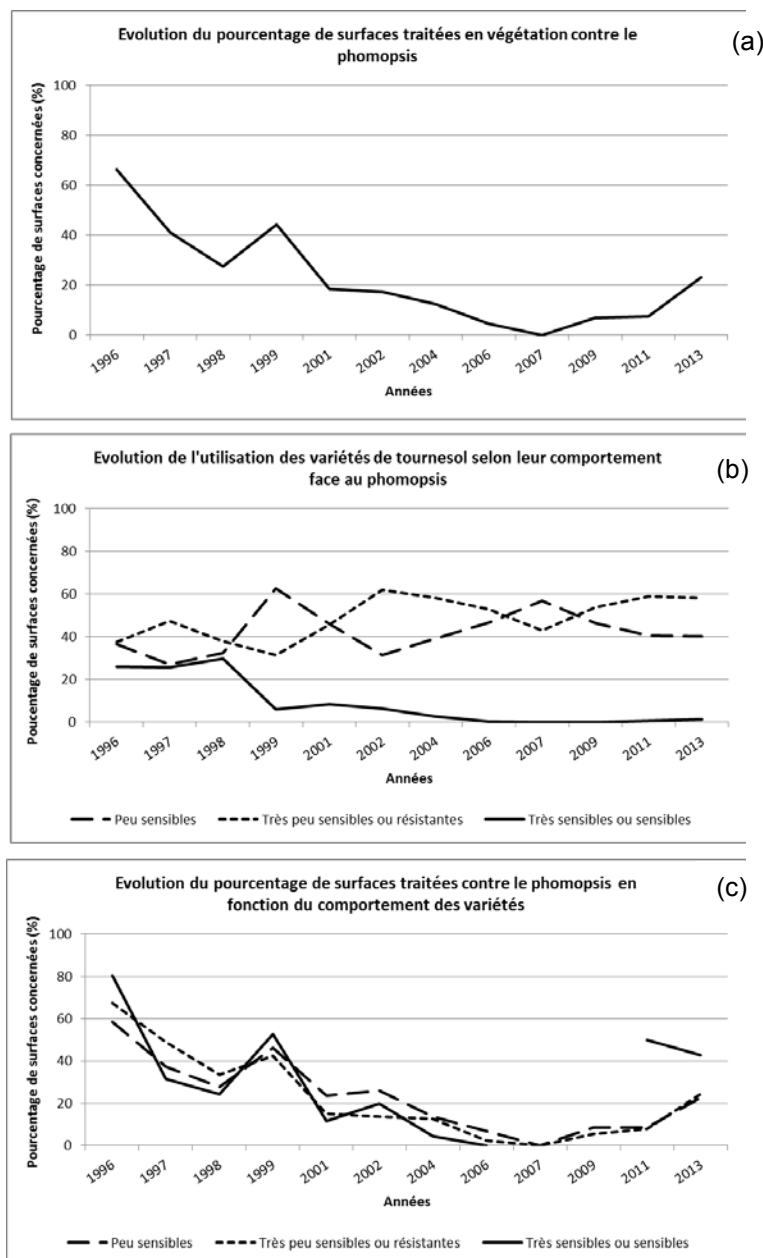 Evolution du pourcentage de surfaces traitées en végétation contre le
phomopsis
(a)
Pourcentage de surfaces concernées (%)
100
80
60
40
20
0
1996 1997 1998 1999 2001 2002 2004 2006 2007 2009 2011 2013
Années
Evolution de l'utilisation des variétés de tournesol selon leur comportement
face au phomopsis
(b)
Poucentage de surfaces concernées (%)
100
80
60
40
20
0
1996 1997 1998 1999 2001 2002 2004 2006 2007 2009 2011 2013
Années
Peu sensibles Très peu sensibles ou résistantes Très sensibles ou sensibles
Evolution du pourcentage de surfaces traitées contre le phomopsis en
fonction du comportement des variétés
(c)
Pourcentage de surfaces concernées (%)
100
80
60
40
20
0
1996 1997 1998 1999 2001 2002 2004 2006 2007 2009 2011 2013
Années
Peu sensibles Très peu sensibles ou résistantes Très sensibles ou sensibles